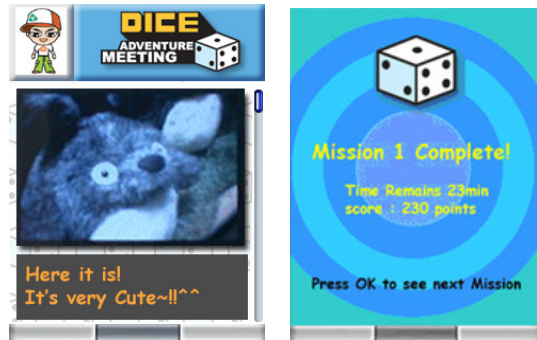 DICE
ADVENTURE
MEETING
Here it is!
It's very Cute~!!^^
Mission 1 Complete!
Time Remains 23min
score : 230 points
Press OK to see next Mission